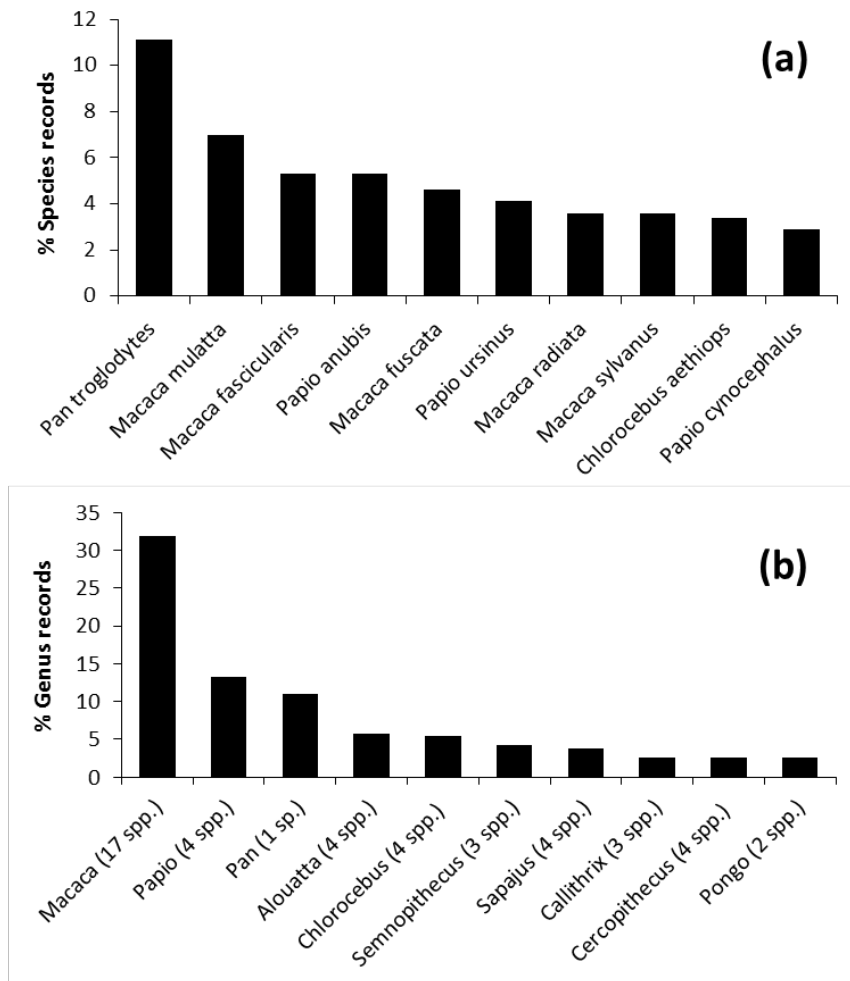 12
10
8
6
4
2
0
% Species records
(a)
Pan troglodytes
Macaca mulatta
Macaca fascicularis
Papio anubis
Macaca fuscata
Papio ursinus
Macaca radiata
Macaca sylvanus
Chlorocebus aethiops
Papio cynocephalus
35
30
25
20
15
10
5
0
% Genus records
(b)
Macaca (17 spp.)
Papio (4 spp.)
Pan (1 sp.)
Alouatta (4 spp.)
Chlorocebus (4 spp.)
Semnopithecus (3 spp.)
Sapajus (4 spp.)
Callithrix (3 spp.)
Cercopithecus (4 spp.)
Pongo (2 spp.)